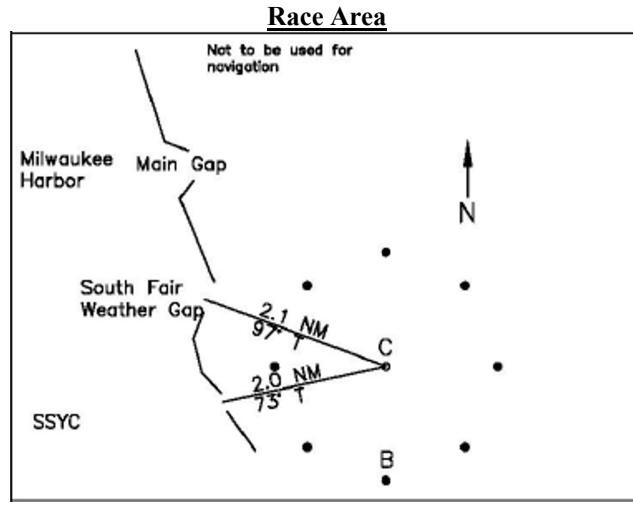 Race Area
Not to be used for
navigation
Milwaukee
Harbor
Main Gap
N
South Fair
Weather Gap
2.1 NM
97° T
C
2.0 NM
73° T
SSYC
B